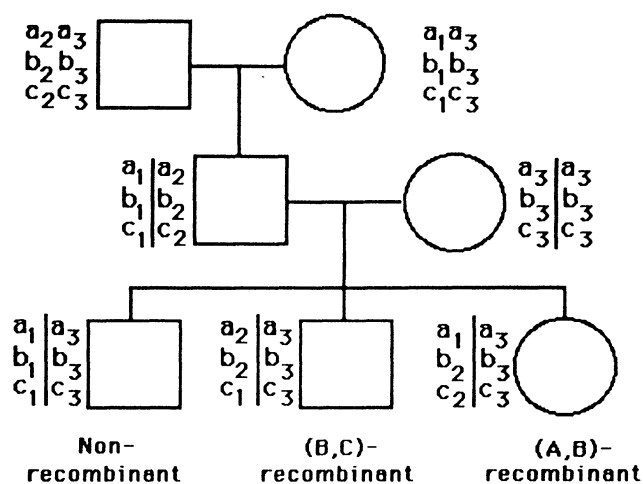 a₂a₃ a₁a₃
b₂b₃ b₁b₃
c₂c₃ c₁c₃
a₁|a₂ a₃|a₃
b₁|b₂ b₃|b₃
c₁|c₂ c₃|c₃
a₁|a₃ a₂|a₃ a₁|a₃
b₁|b₃ b₂|b₃ b₂|b₃
c₁|c₃ c₁|c₃ c₂|c₃
Non- (B,C)- (A,B)-
recombinant recombinant recombinant